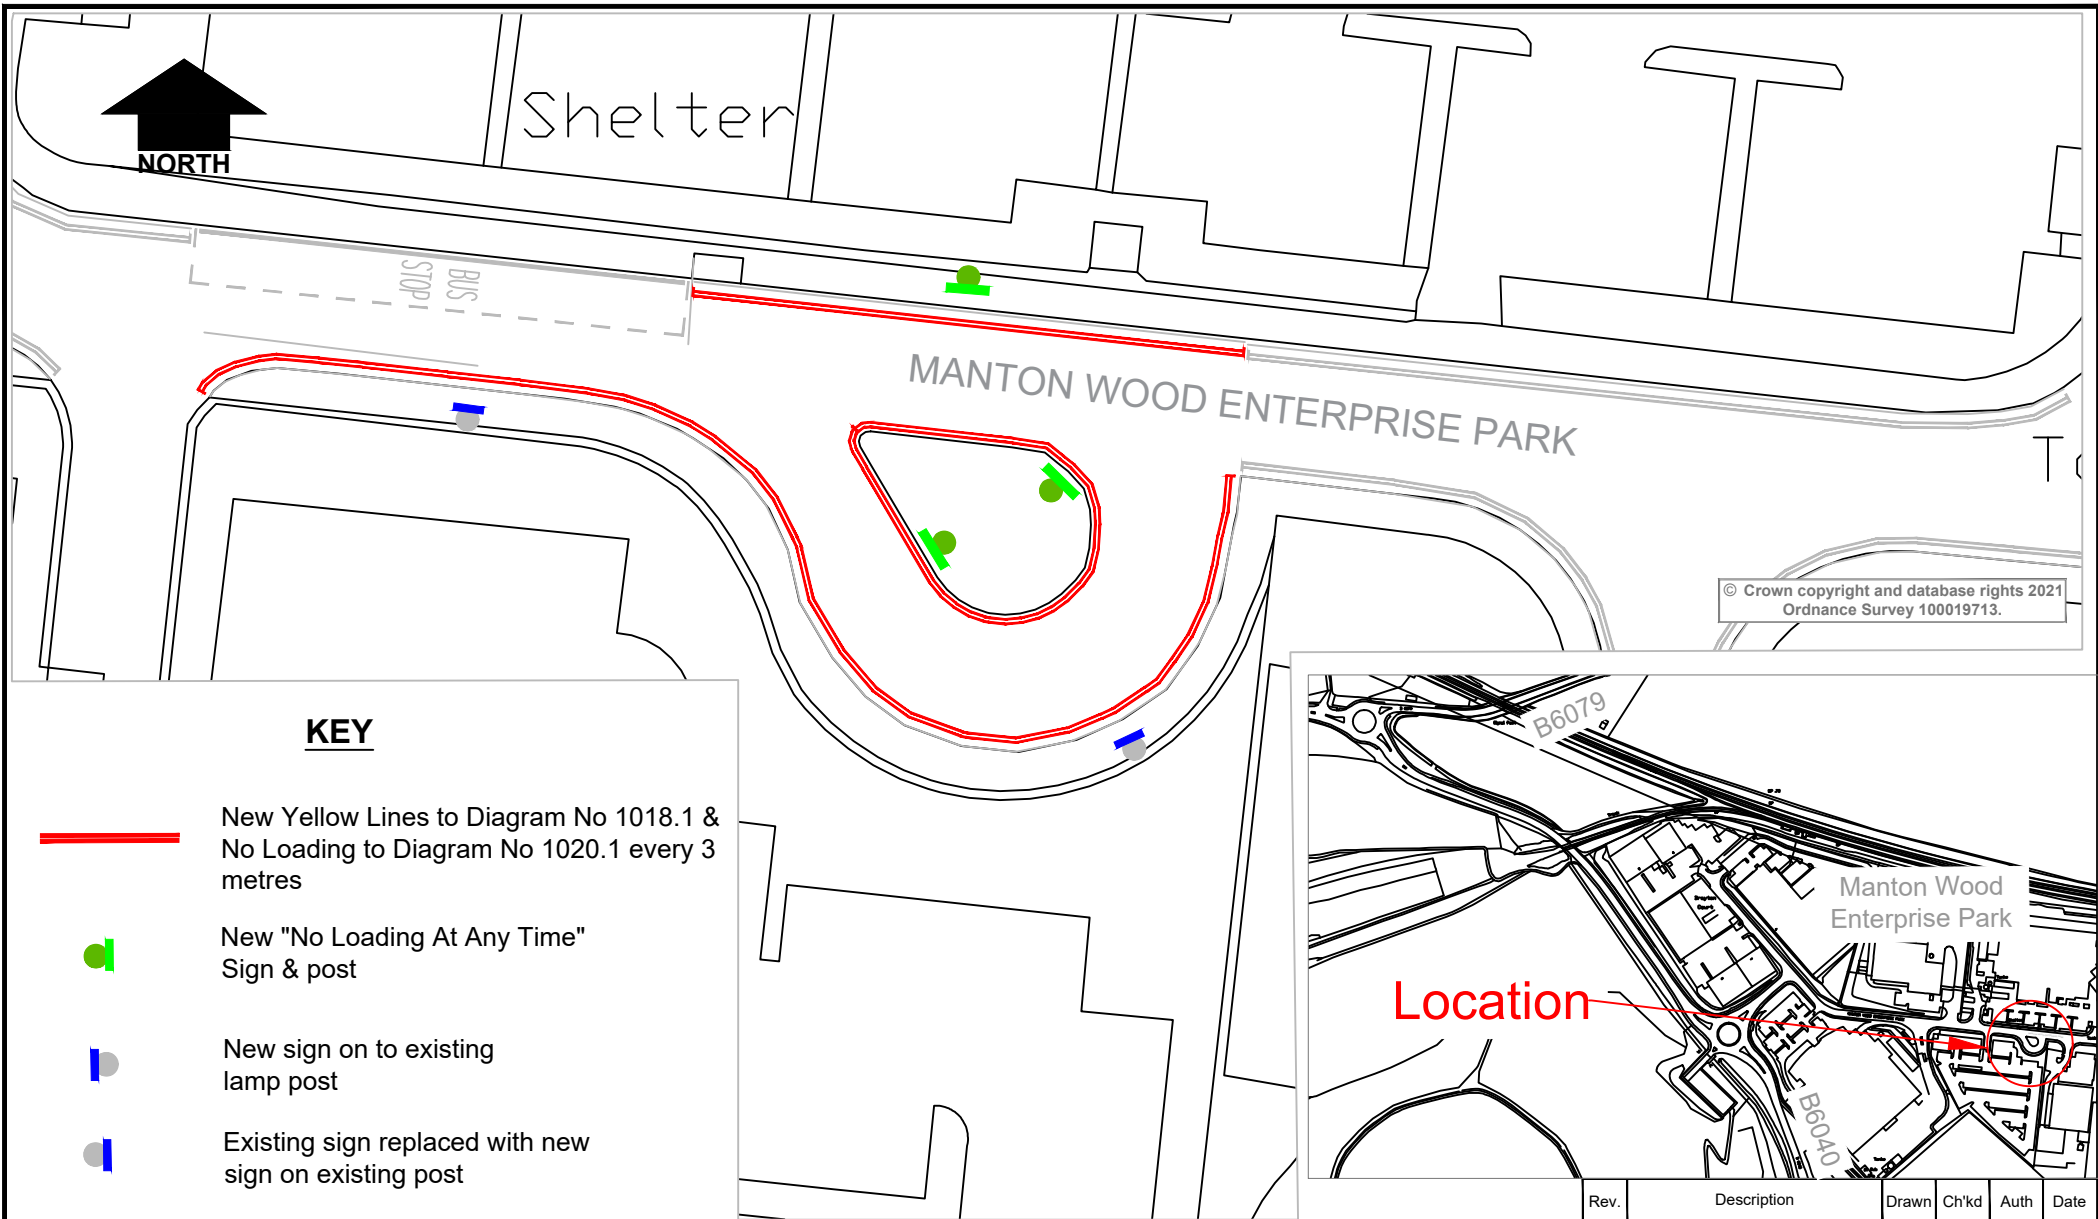 Shelter
NORTH
BUS
STOP
MANTON WOOD ENTERPRISE PARK
© Crown copyright and database rights 2021
Ordnance Survey 100019713.
KEY
New Yellow Lines to Diagram No 1018.1 &
No Loading to Diagram No 1020.1 every 3
metres
New "No Loading At Any Time"
Sign & post
New sign on to existing
lamp post
Existing sign replaced with new
sign on existing post
B6079
Manton Wood
Enterprise Park
Location
B6040
Rev. Description Drawn Ch'kd Auth Date